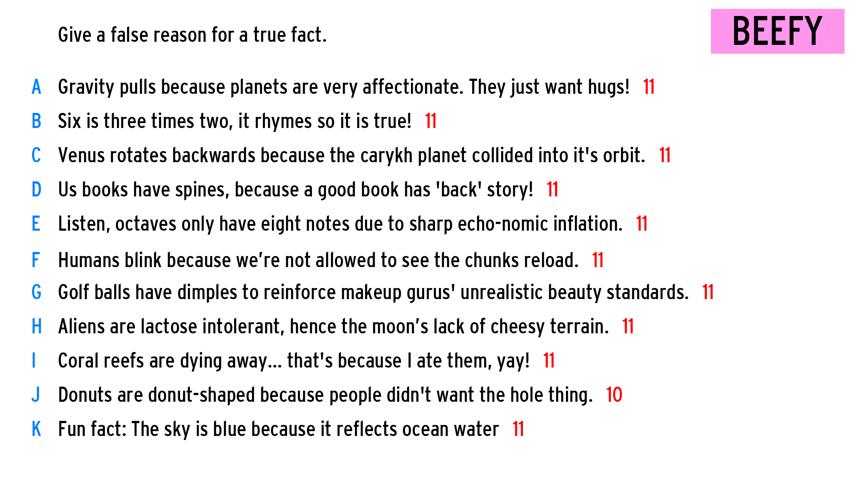 Give a false reason for a true fact.
BEEFY
A Gravity pulls because planets are very affectionate. They just want hugs! 11
B Six is three times two, it rhymes so it is true! 11
C Venus rotates backwards because the carykh planet collided into it's orbit. 11
D Us books have spines, because a good book has 'back' story! 11
E Listen, octaves only have eight notes due to sharp echo-nomic inflation. 11
F Humans blink because we’re not allowed to see the chunks reload. 11
G Golf balls have dimples to reinforce makeup gurus' unrealistic beauty standards. 11
H Aliens are lactose intolerant, hence the moon’s lack of cheesy terrain. 11
I Coral reefs are dying away... that's because I ate them, yay! 11
J Donuts are donut-shaped because people didn't want the hole thing. 10
K Fun fact: The sky is blue because it reflects ocean water 11